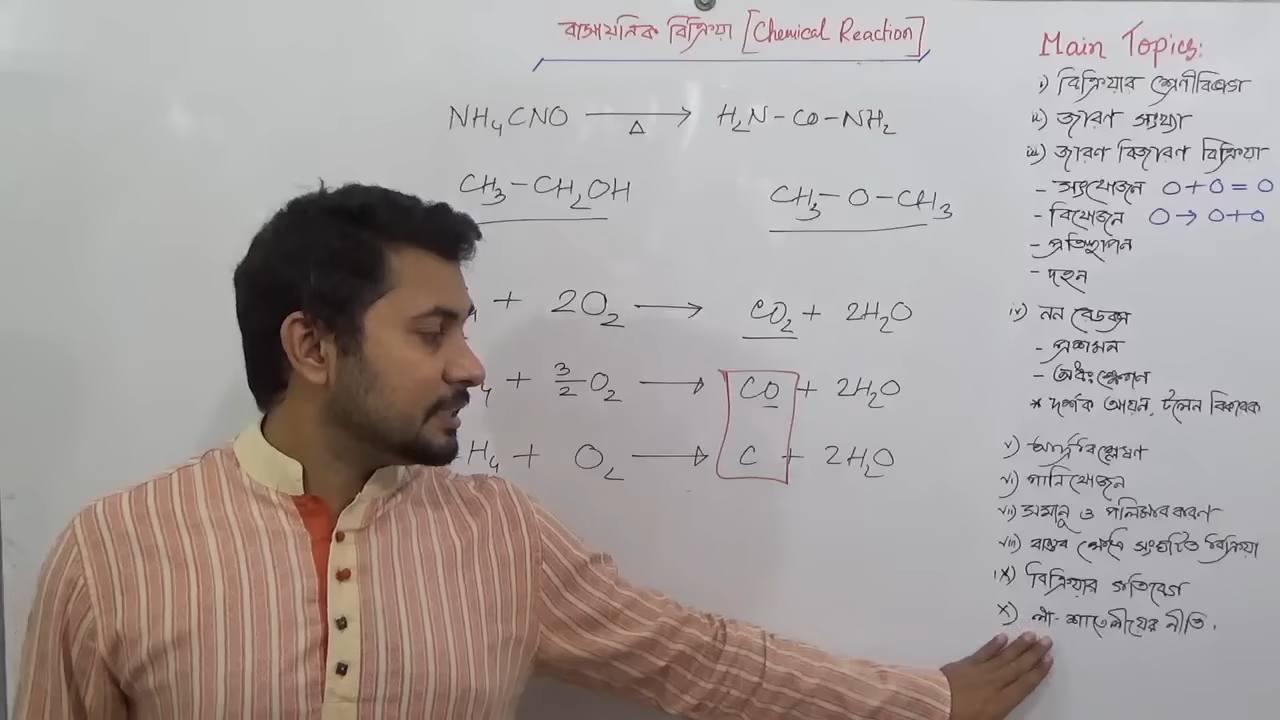 রাসায়নিক বিক্রিয়া [Chemical Reaction]
NH₄CNO —Δ→ H₂N-CO-NH₂
CH₃-CH₂OH CH₃-O-CH₃
+ 2O₂ → CO₂ + 2H₂O
4 + 3/2 O₂ → CO + 2H₂O
H₄ + O₂ → C + 2H₂O
Main Topics:
i) বিক্রিয়ার শ্রেণীবিভাগ
ii) জারণ সংখ্যা
iii) জারণ বিজারণ বিক্রিয়া
- সংযোজন O+O=O
- বিযোজন O→O+O
- প্রতিস্থাপন
- দহন
iv) নন রেডক্স
- প্রশমন
- অধঃক্ষেপন
* দর্শক আয়ন, টলেন বিকারক
v) আর্দ্রবিশ্লেষণ
vi) পানিযোজন
vii) সমানু ও পলিমারকরণ
viii) বাস্তব ক্ষেত্রে সংঘটিত বিক্রিয়া
ix) বিক্রিয়ার গতিবেগ
x) লা-শাতেলীয়ের নীতি.